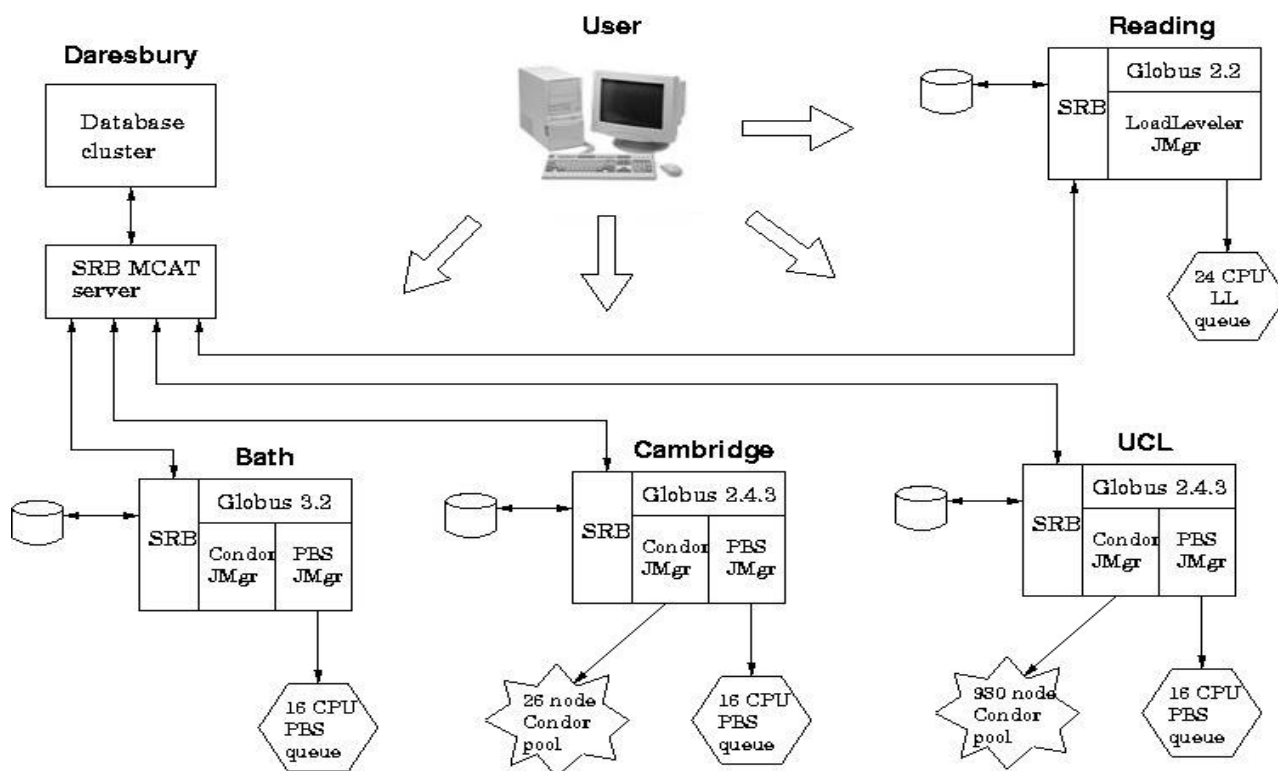 User
Reading
Daresbury
Database
cluster
SRB MCAT
server
SRB
Globus 2.2
LoadLeveler
JMgr
24 CPU
LL
queue
Bath
SRB
Globus 3.2
Condor
JMgr
PBS
JMgr
16 CPU
PBS
queue
Cambridge
SRB
Globus 2.4.3
Condor
JMgr
PBS
JMgr
26 node
Condor
pool
16 CPU
PBS
queue
UCL
SRB
Globus 2.4.3
Condor
JMgr
PBS
JMgr
930 node
Condor
pool
16 CPU
PBS
queue